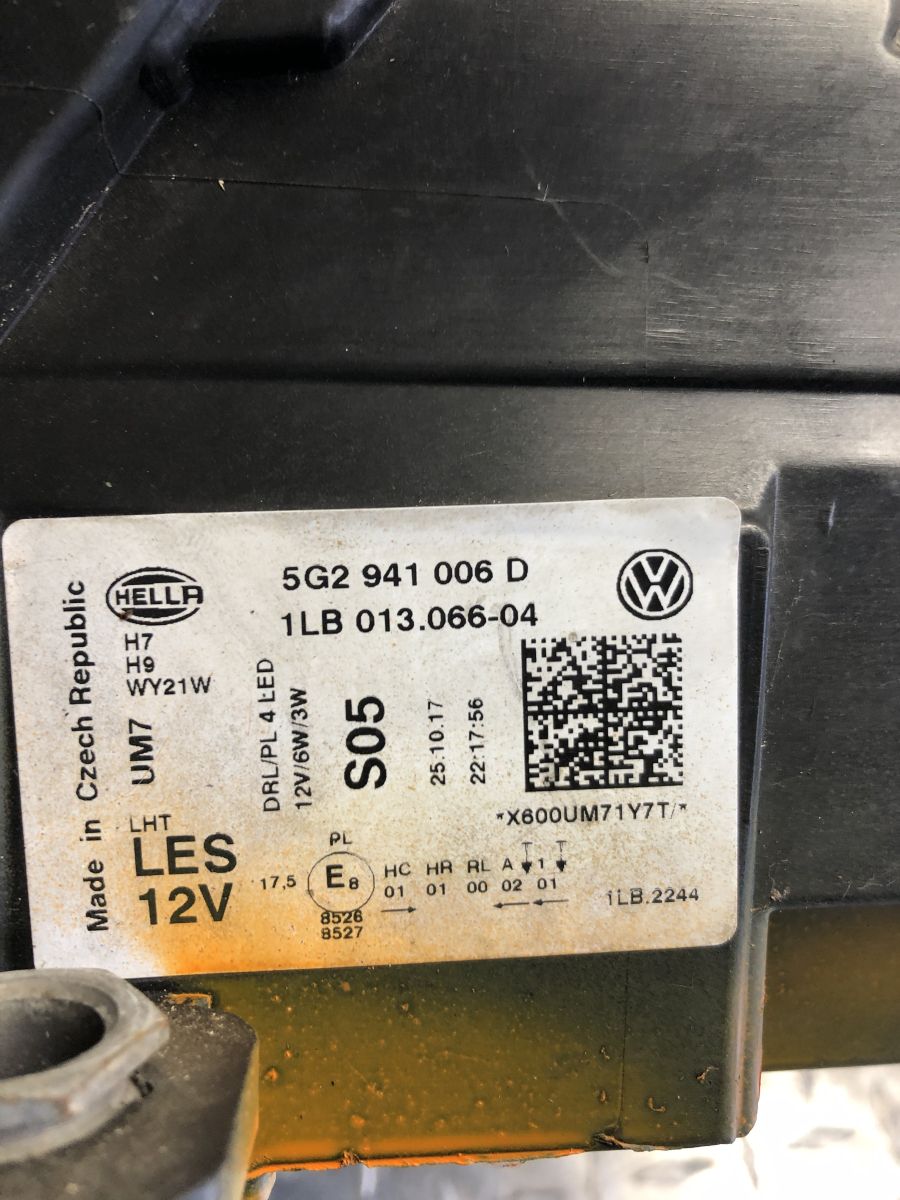 Made in Czech Republic
HELLA
5G2 941 006 D
1LB 013.066-04
H7
H9
WY21W
UM7
DRL/PL 4 LED
12V/6W/3W
S05
25.10.17
22:17:56
*X600UM71Y7T/*
LHT
LES
12V
17,5
PL
E8
8526
8527
HC HR RL A 1
01 01 00 02 01
1LB.2244